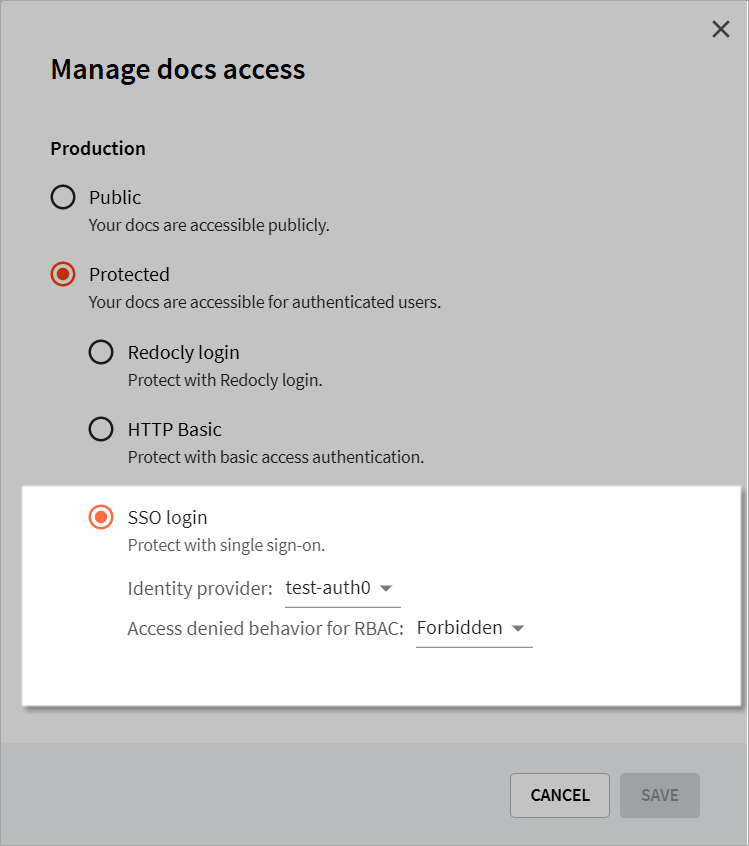 Manage docs access
Production
Public
Your docs are accessible publicly.
Protected
Your docs are accessible for authenticated users.
Redocly login
Protect with Redocly login.
HTTP Basic
Protect with basic access authentication.
SSO login
Protect with single sign-on.
Identity provider: test-auth0
Access denied behavior for RBAC: Forbidden
CANCEL SAVE